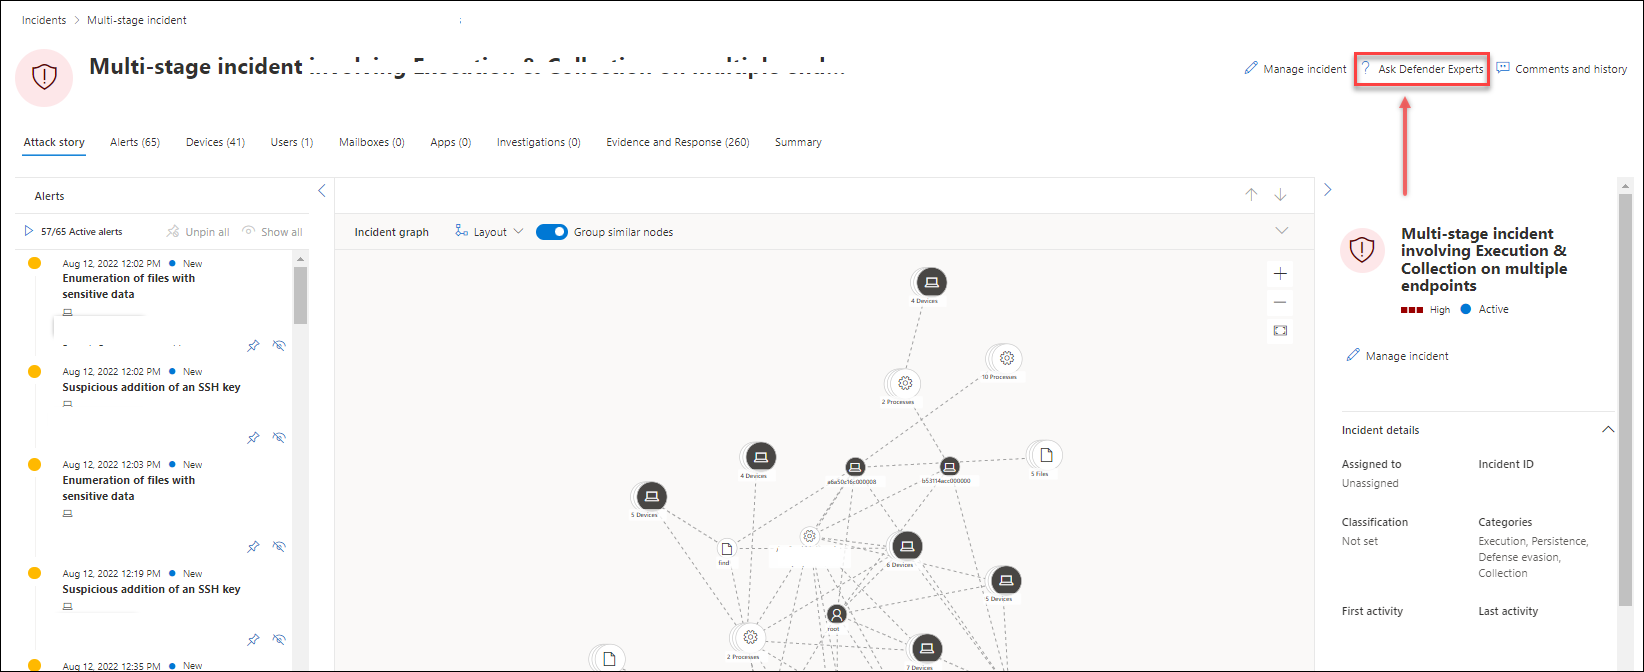 Incidents > Multi-stage incident
Multi-stage incident involving Execution & Collection on multiple end...
Manage incident
? Ask Defender Experts
Comments and history
Attack story
Alerts (65)
Devices (41)
Users (1)
Mailboxes (0)
Apps (0)
Investigations (0)
Evidence and Response (260)
Summary
Alerts
57/65 Active alerts
Unpin all
Show all
Aug 12, 2022 12:02 PM • New
Enumeration of files with
sensitive data
Aug 12, 2022 12:02 PM • New
Suspicious addition of an SSH key
Aug 12, 2022 12:03 PM • New
Enumeration of files with
sensitive data
Aug 12, 2022 12:19 PM • New
Suspicious addition of an SSH key
Aug 12, 2022 12:35 PM • New
Incident graph
Layout
Group similar nodes
4 Devices
10 Processes
2 Processes
4 Devices
a6a50c16c000008
b53114acc000000
5 Files
5 Devices
find
6 Devices
5 Devices
root
2 Processes
7 Devices
Multi-stage incident
involving Execution &
Collection on multiple
endpoints
High
Active
Manage incident
Incident details
Assigned to
Unassigned
Incident ID
Classification
Not set
Categories
Execution, Persistence,
Defense evasion,
Collection
First activity
Last activity